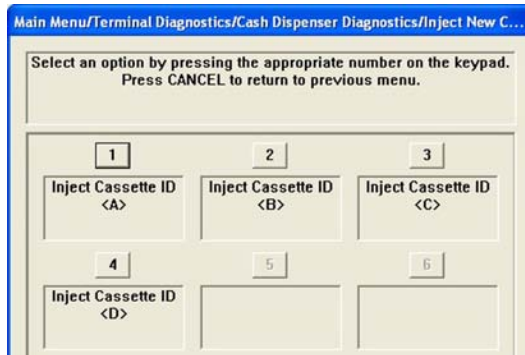 Main Menu/Terminal Diagnostics/Cash Dispenser Diagnostics/Inject New C...
Select an option by pressing the appropriate number on the keypad.
Press CANCEL to return to previous menu.
1
2
3
Inject Cassette ID
<A>
Inject Cassette ID
<B>
Inject Cassette ID
<C>
4
5
6
Inject Cassette ID
<D>